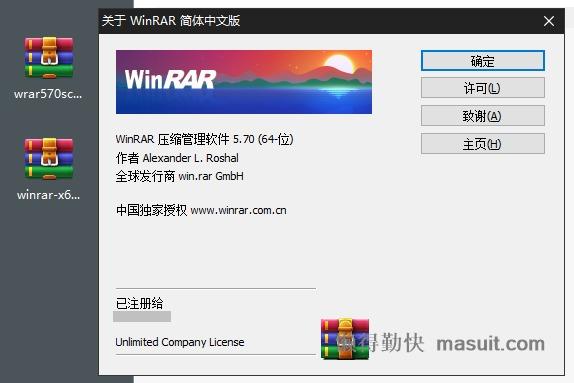 关于 WinRAR 简体中文版
wrar570sc...
winrar-x6...
WinRAR
确定
许可(L)
致谢(A)
主页(H)
WinRAR 压缩管理软件 5.70 (64-位)
作者 Alexander L. Roshal
全球发行商 win.rar GmbH
中国独家授权 www.winrar.com.cn
已注册给
Unlimited Company License
得勤快 masuit.com